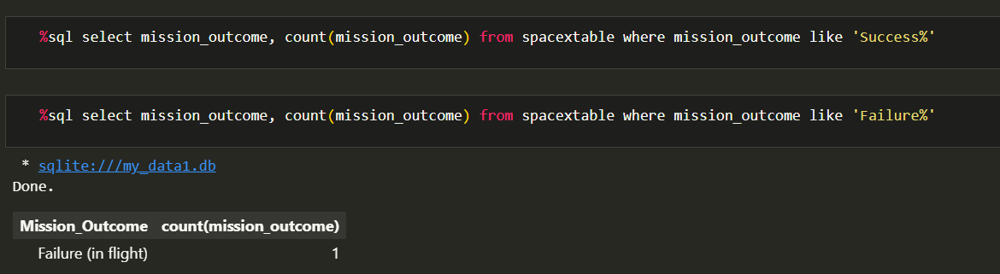 %sql select mission_outcome, count(mission_outcome) from spacextable where mission_outcome like 'Success%'
%sql select mission_outcome, count(mission_outcome) from spacextable where mission_outcome like 'Failure%'
* sqlite:///my_data1.db
Done.
Mission_Outcome count(mission_outcome)
Failure (in flight) 1